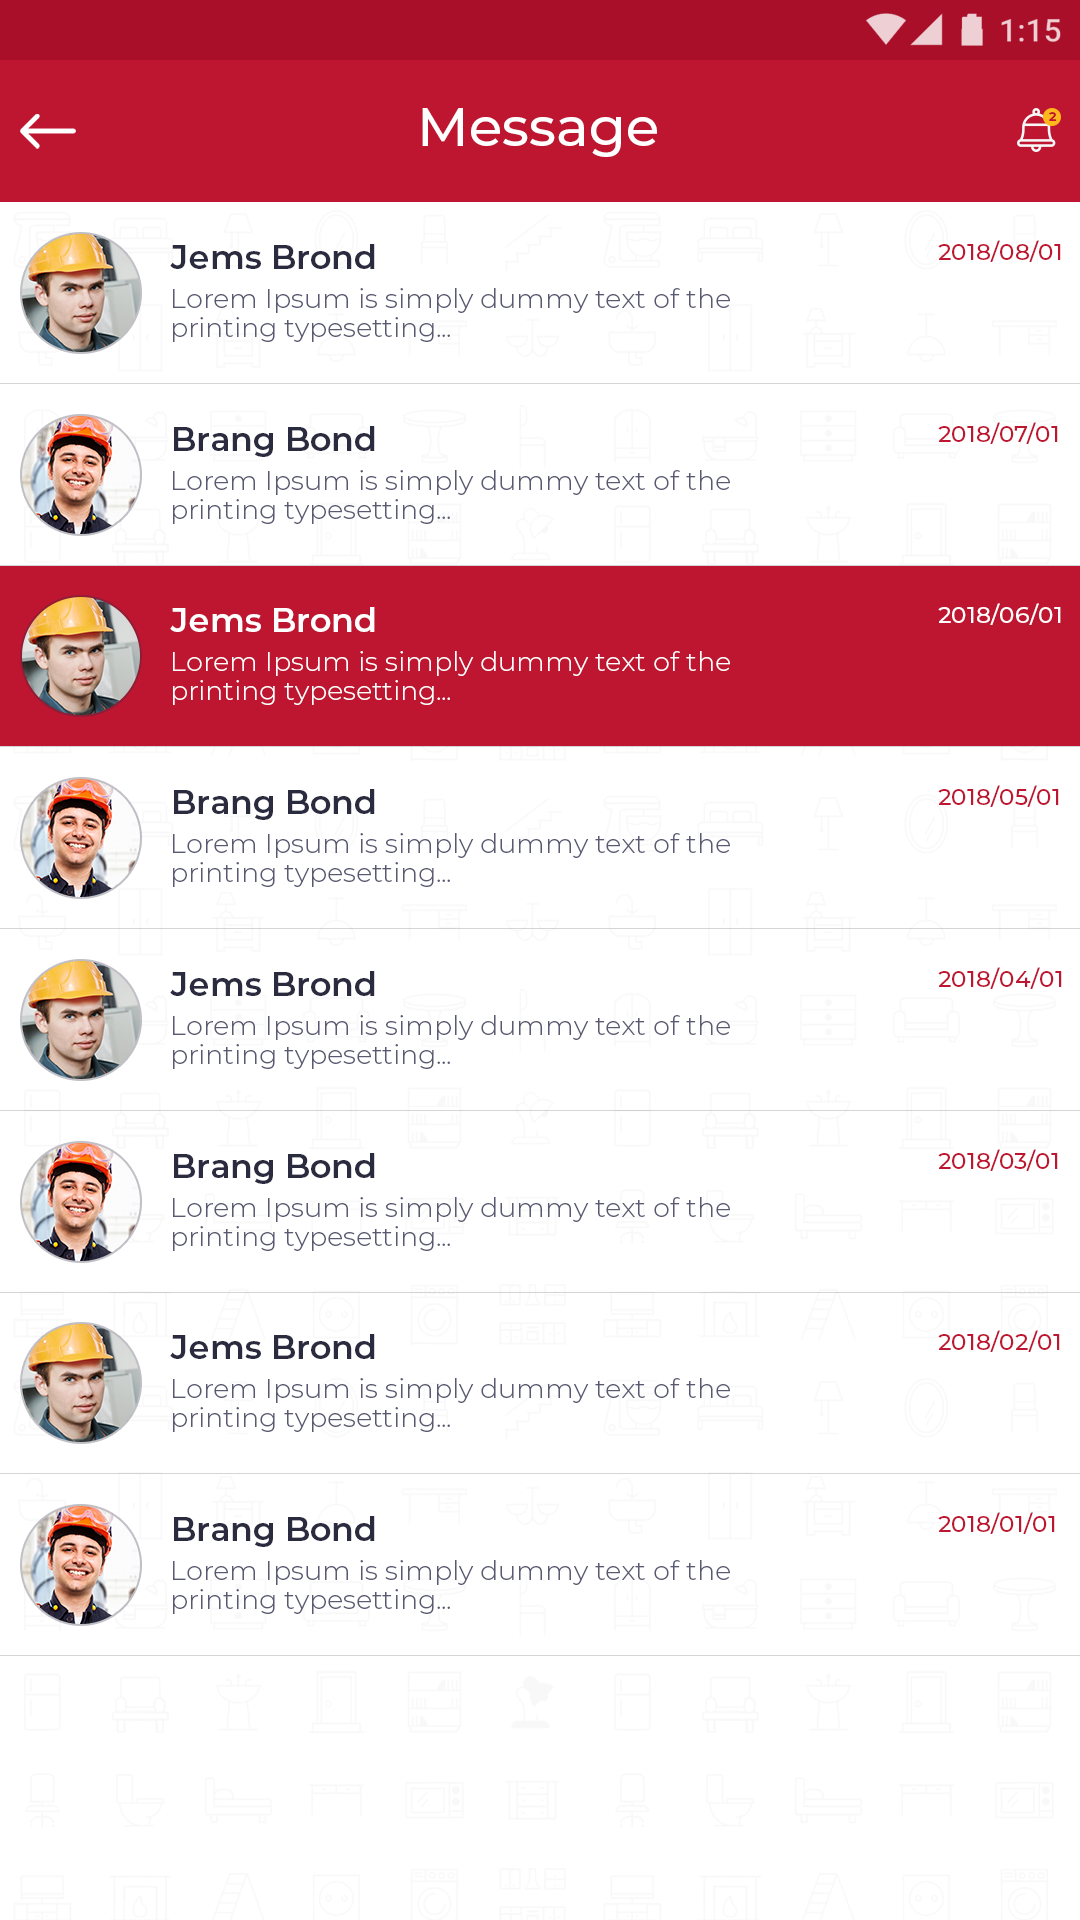 1:15
Message
2
Jems Brond
2018/08/01
Lorem Ipsum is simply dummy text of the
printing typesetting...
Brang Bond
2018/07/01
Lorem Ipsum is simply dummy text of the
printing typesetting...
Jems Brond
2018/06/01
Lorem Ipsum is simply dummy text of the
printing typesetting...
Brang Bond
2018/05/01
Lorem Ipsum is simply dummy text of the
printing typesetting...
Jems Brond
2018/04/01
Lorem Ipsum is simply dummy text of the
printing typesetting...
Brang Bond
2018/03/01
Lorem Ipsum is simply dummy text of the
printing typesetting...
Jems Brond
2018/02/01
Lorem Ipsum is simply dummy text of the
printing typesetting...
Brang Bond
2018/01/01
Lorem Ipsum is simply dummy text of the
printing typesetting...